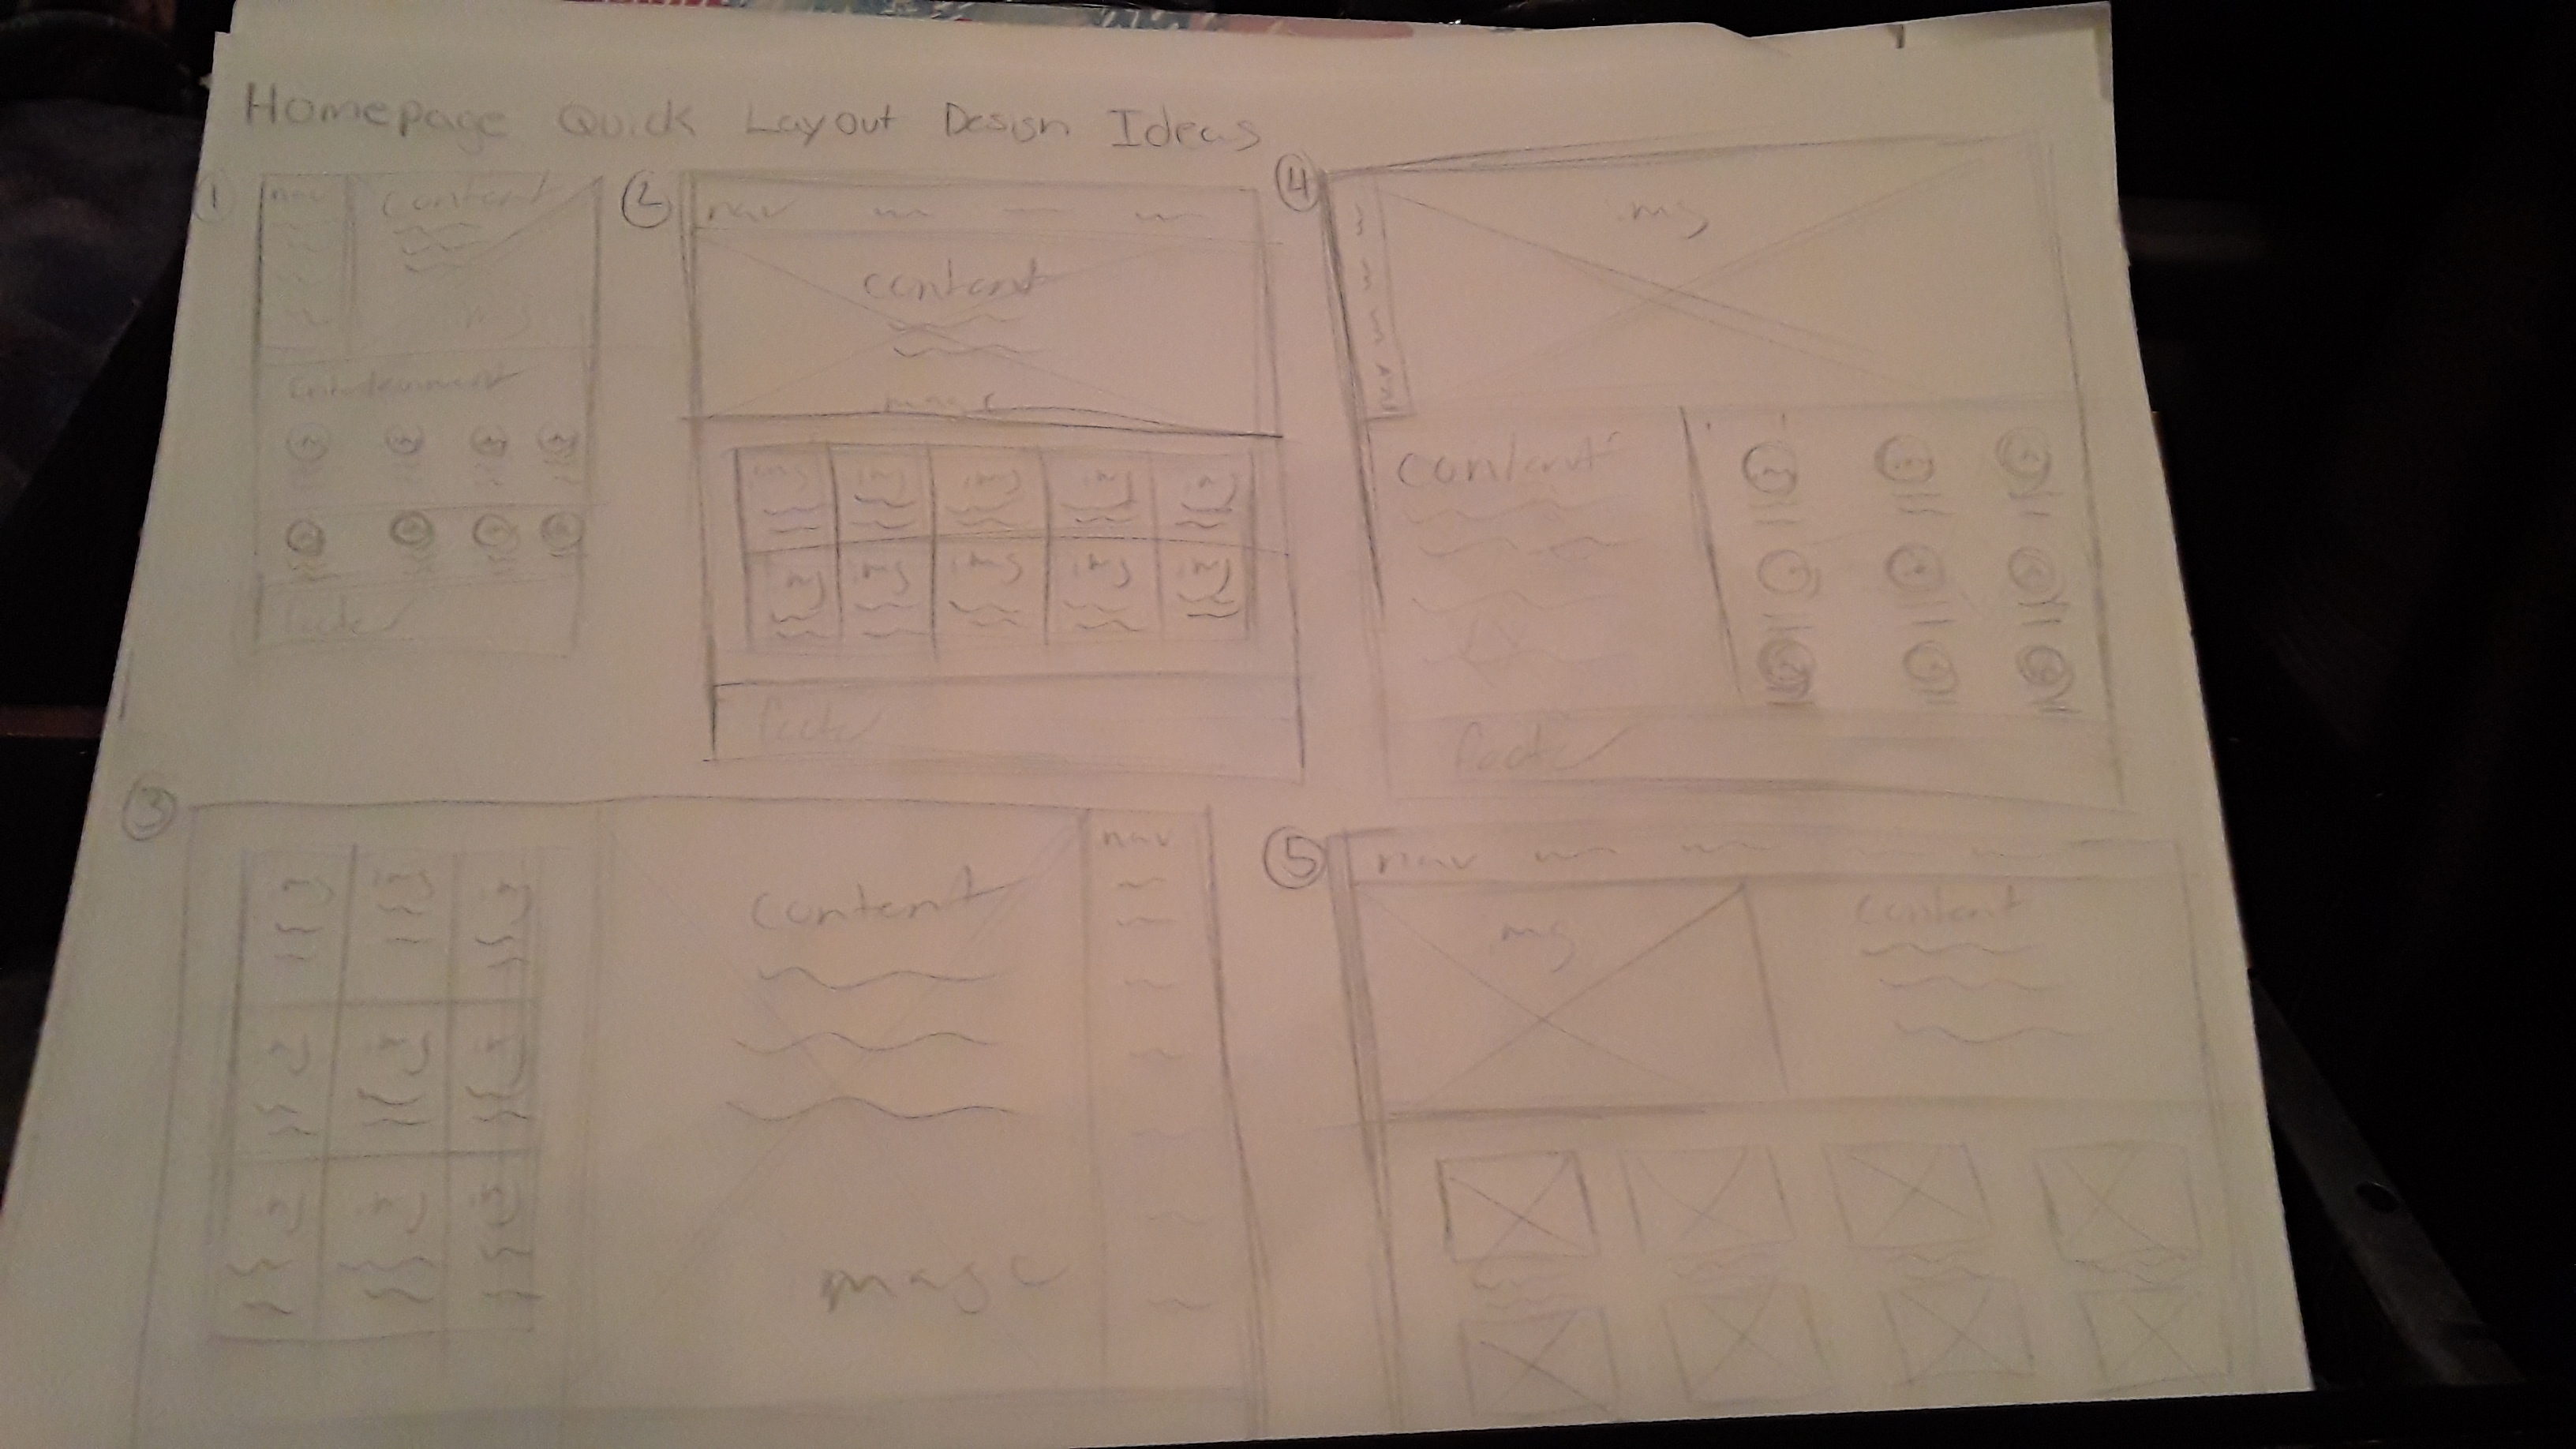 Homepage Quick Layout Design Ideas
1
nav
content
img
footer
2
nav
content
image
img img img img img
img img img img img
footer
4
img
nav
content
footer
3
img img img
img img img
img img img
content
image
nav
5
nav
img
content